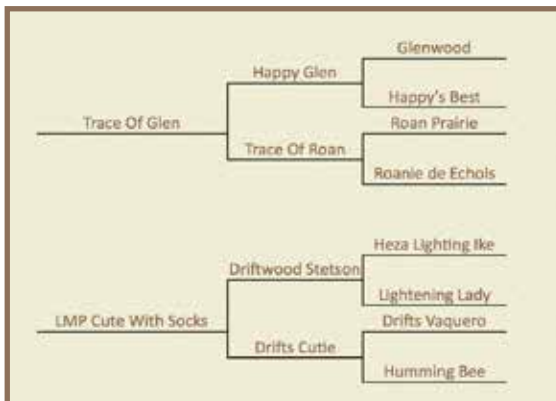 Glenwood
Happy Glen
Happy's Best
Trace Of Glen
Roan Prairie
Trace Of Roan
Roanie de Echols
Heza Lighting Ike
Driftwood Stetson
Lightening Lady
LMP Cute With Socks
Drifts Vaquero
Drifts Cutie
Humming Bee